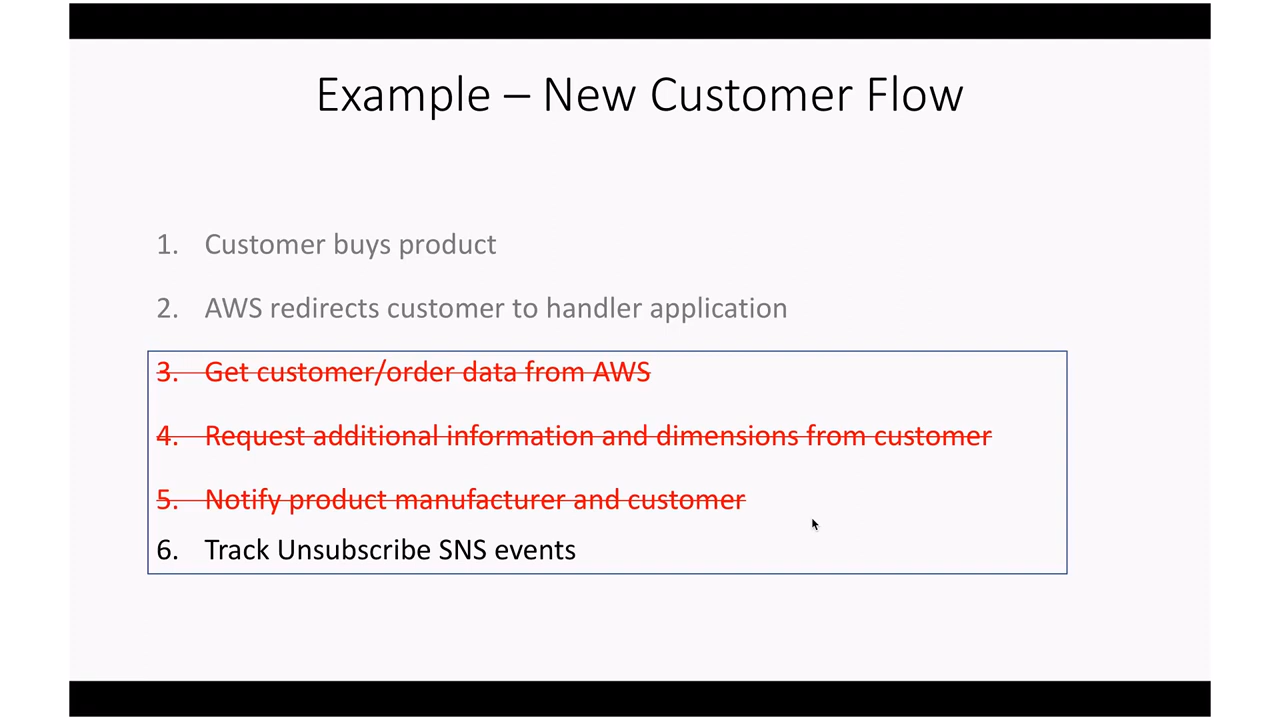 Example – New Customer Flow
1. Customer buys product
2. AWS redirects customer to handler application
3. Get customer/order data from AWS
4. Request additional information and dimensions from customer
5. Notify product manufacturer and customer
6. Track Unsubscribe SNS events